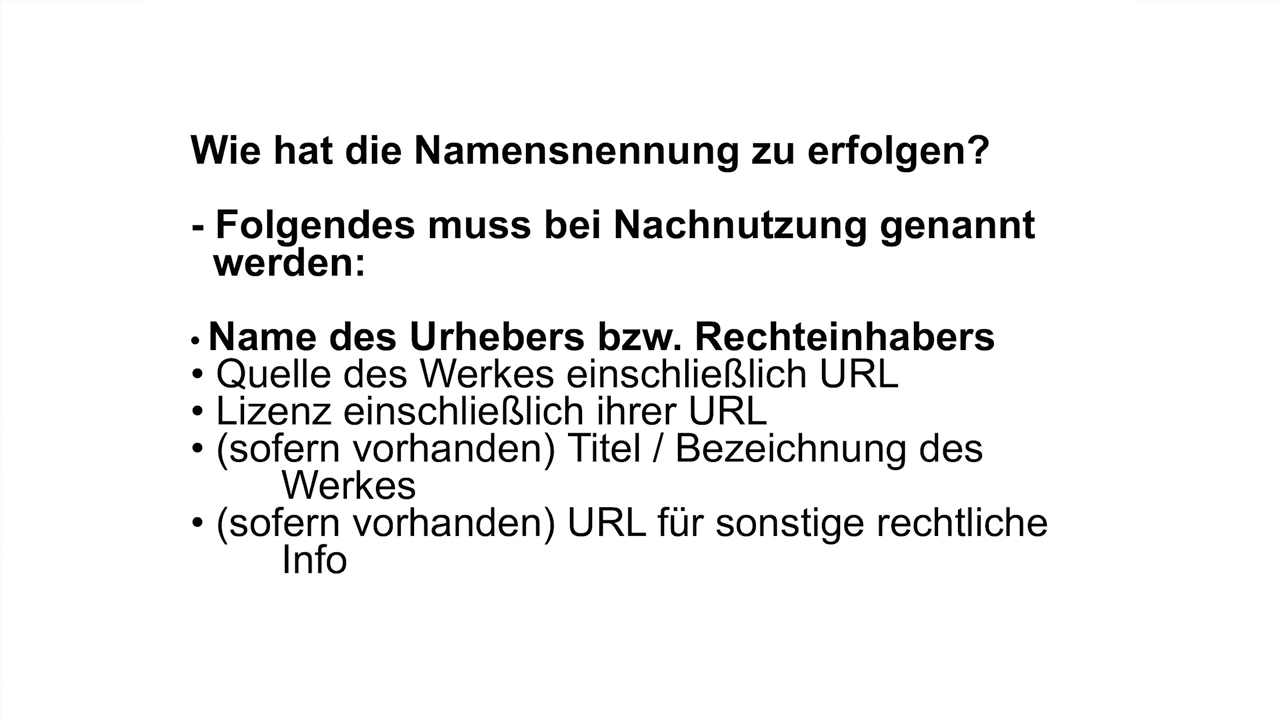 Wie hat die Namensnennung zu erfolgen?
- Folgendes muss bei Nachnutzung genannt
werden:
• Name des Urhebers bzw. Rechteinhabers
• Quelle des Werkes einschließlich URL
• Lizenz einschließlich ihrer URL
• (sofern vorhanden) Titel / Bezeichnung des
Werkes
• (sofern vorhanden) URL für sonstige rechtliche
Info